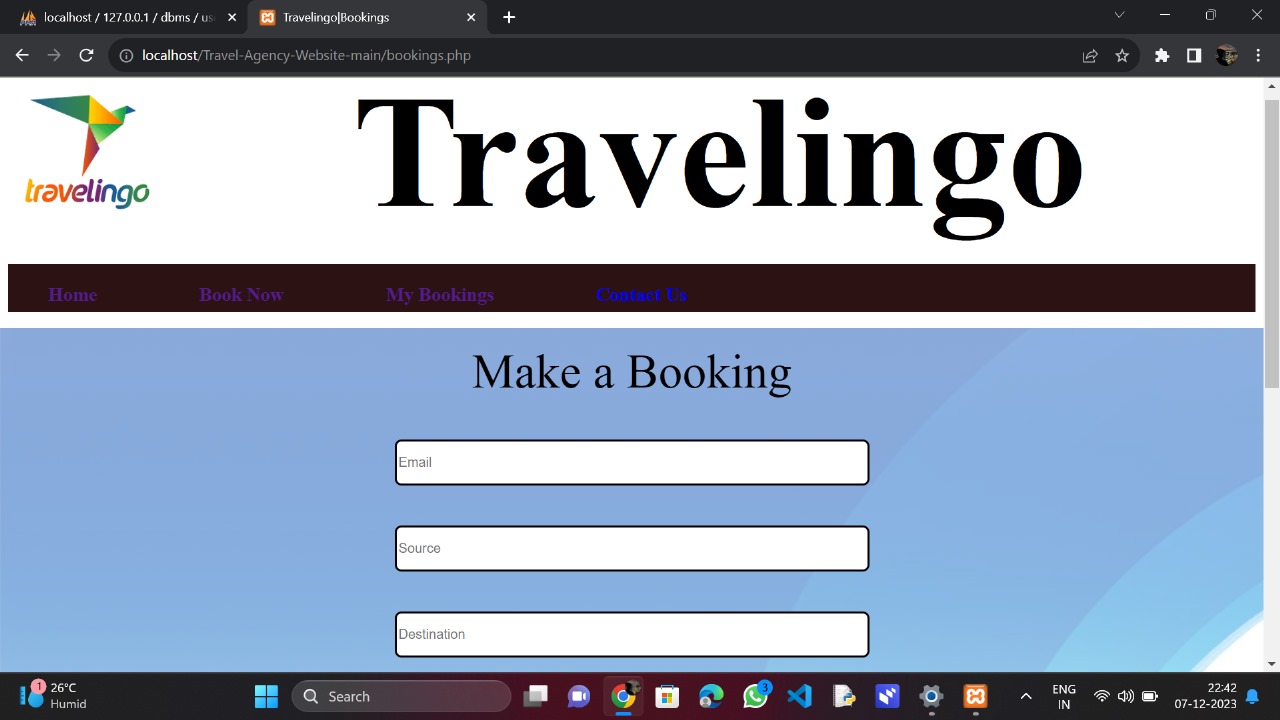 localhost / 127.0.0.1 / dbms / us
Travelingo|Bookings
localhost/Travel-Agency-Website-main/bookings.php
travelingo
Travelingo
Home Book Now My Bookings Contact Us
Make a Booking
Email
Source
Destination
1
26°C
Humid
Search
3
ENG
IN
22:42
07-12-2023